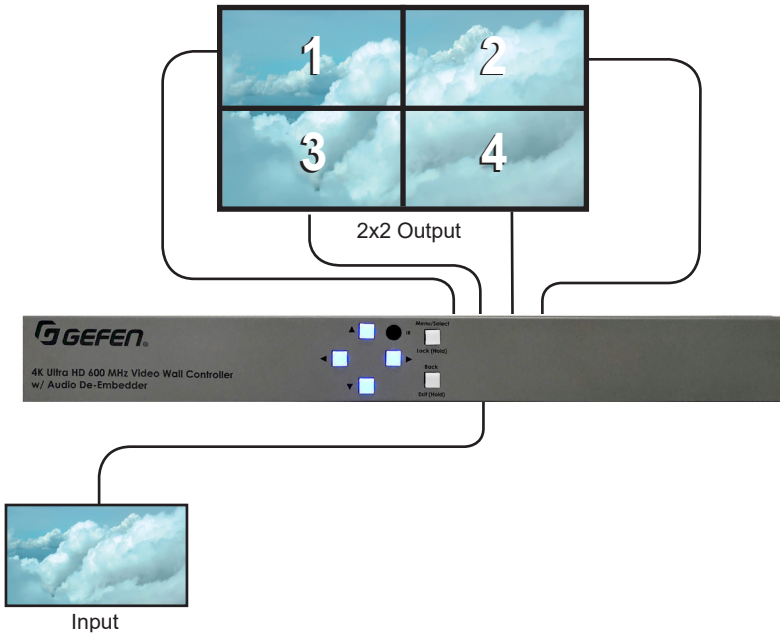 1
2
3
4
2x2 Output
GEFEN®
4K Ultra HD 600 MHz Video Wall Controller
w/ Audio De-Embedder
▲
IR
Menu/Select
Lock (Hold)
◄
►
Back
▼
Exit (Hold)
Input